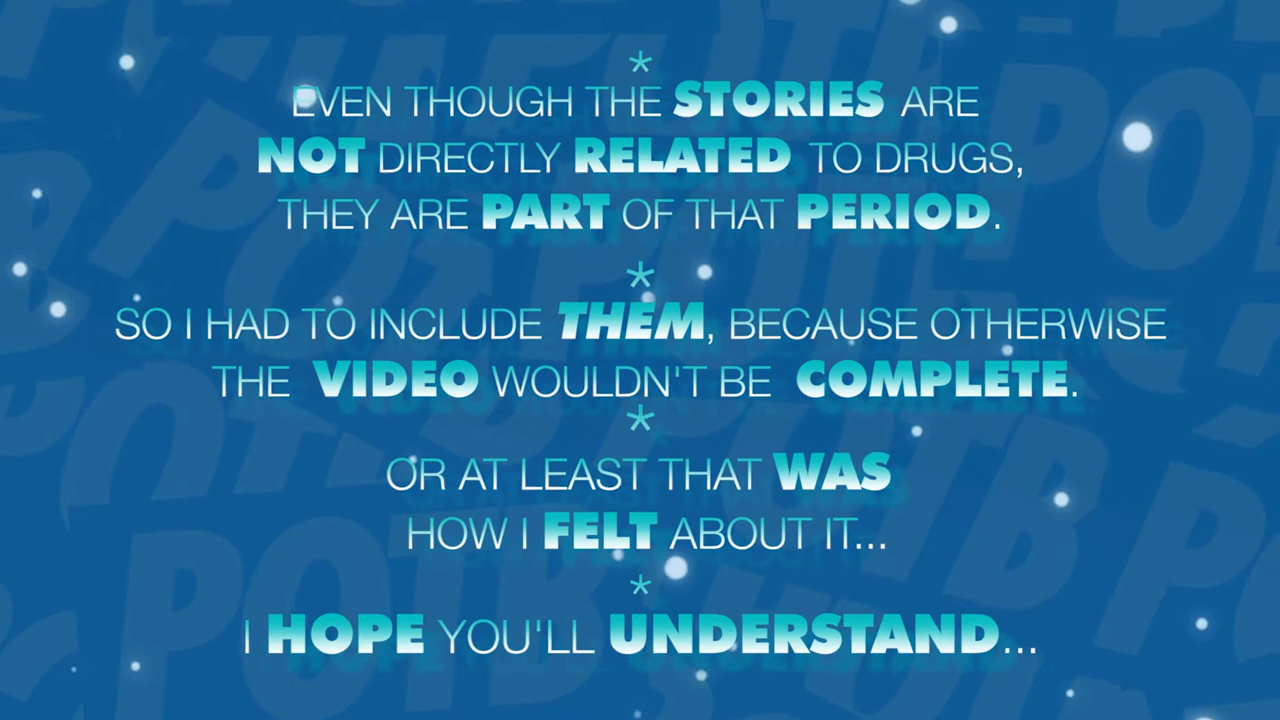 *
EVEN THOUGH THE STORIES ARE
NOT DIRECTLY RELATED TO DRUGS,
THEY ARE PART OF THAT PERIOD.
*
SO I HAD TO INCLUDE THEM, BECAUSE OTHERWISE
THE VIDEO WOULDN'T BE COMPLETE.
*
OR AT LEAST THAT WAS
HOW I FELT ABOUT IT...
*
I HOPE YOU'LL UNDERSTAND...